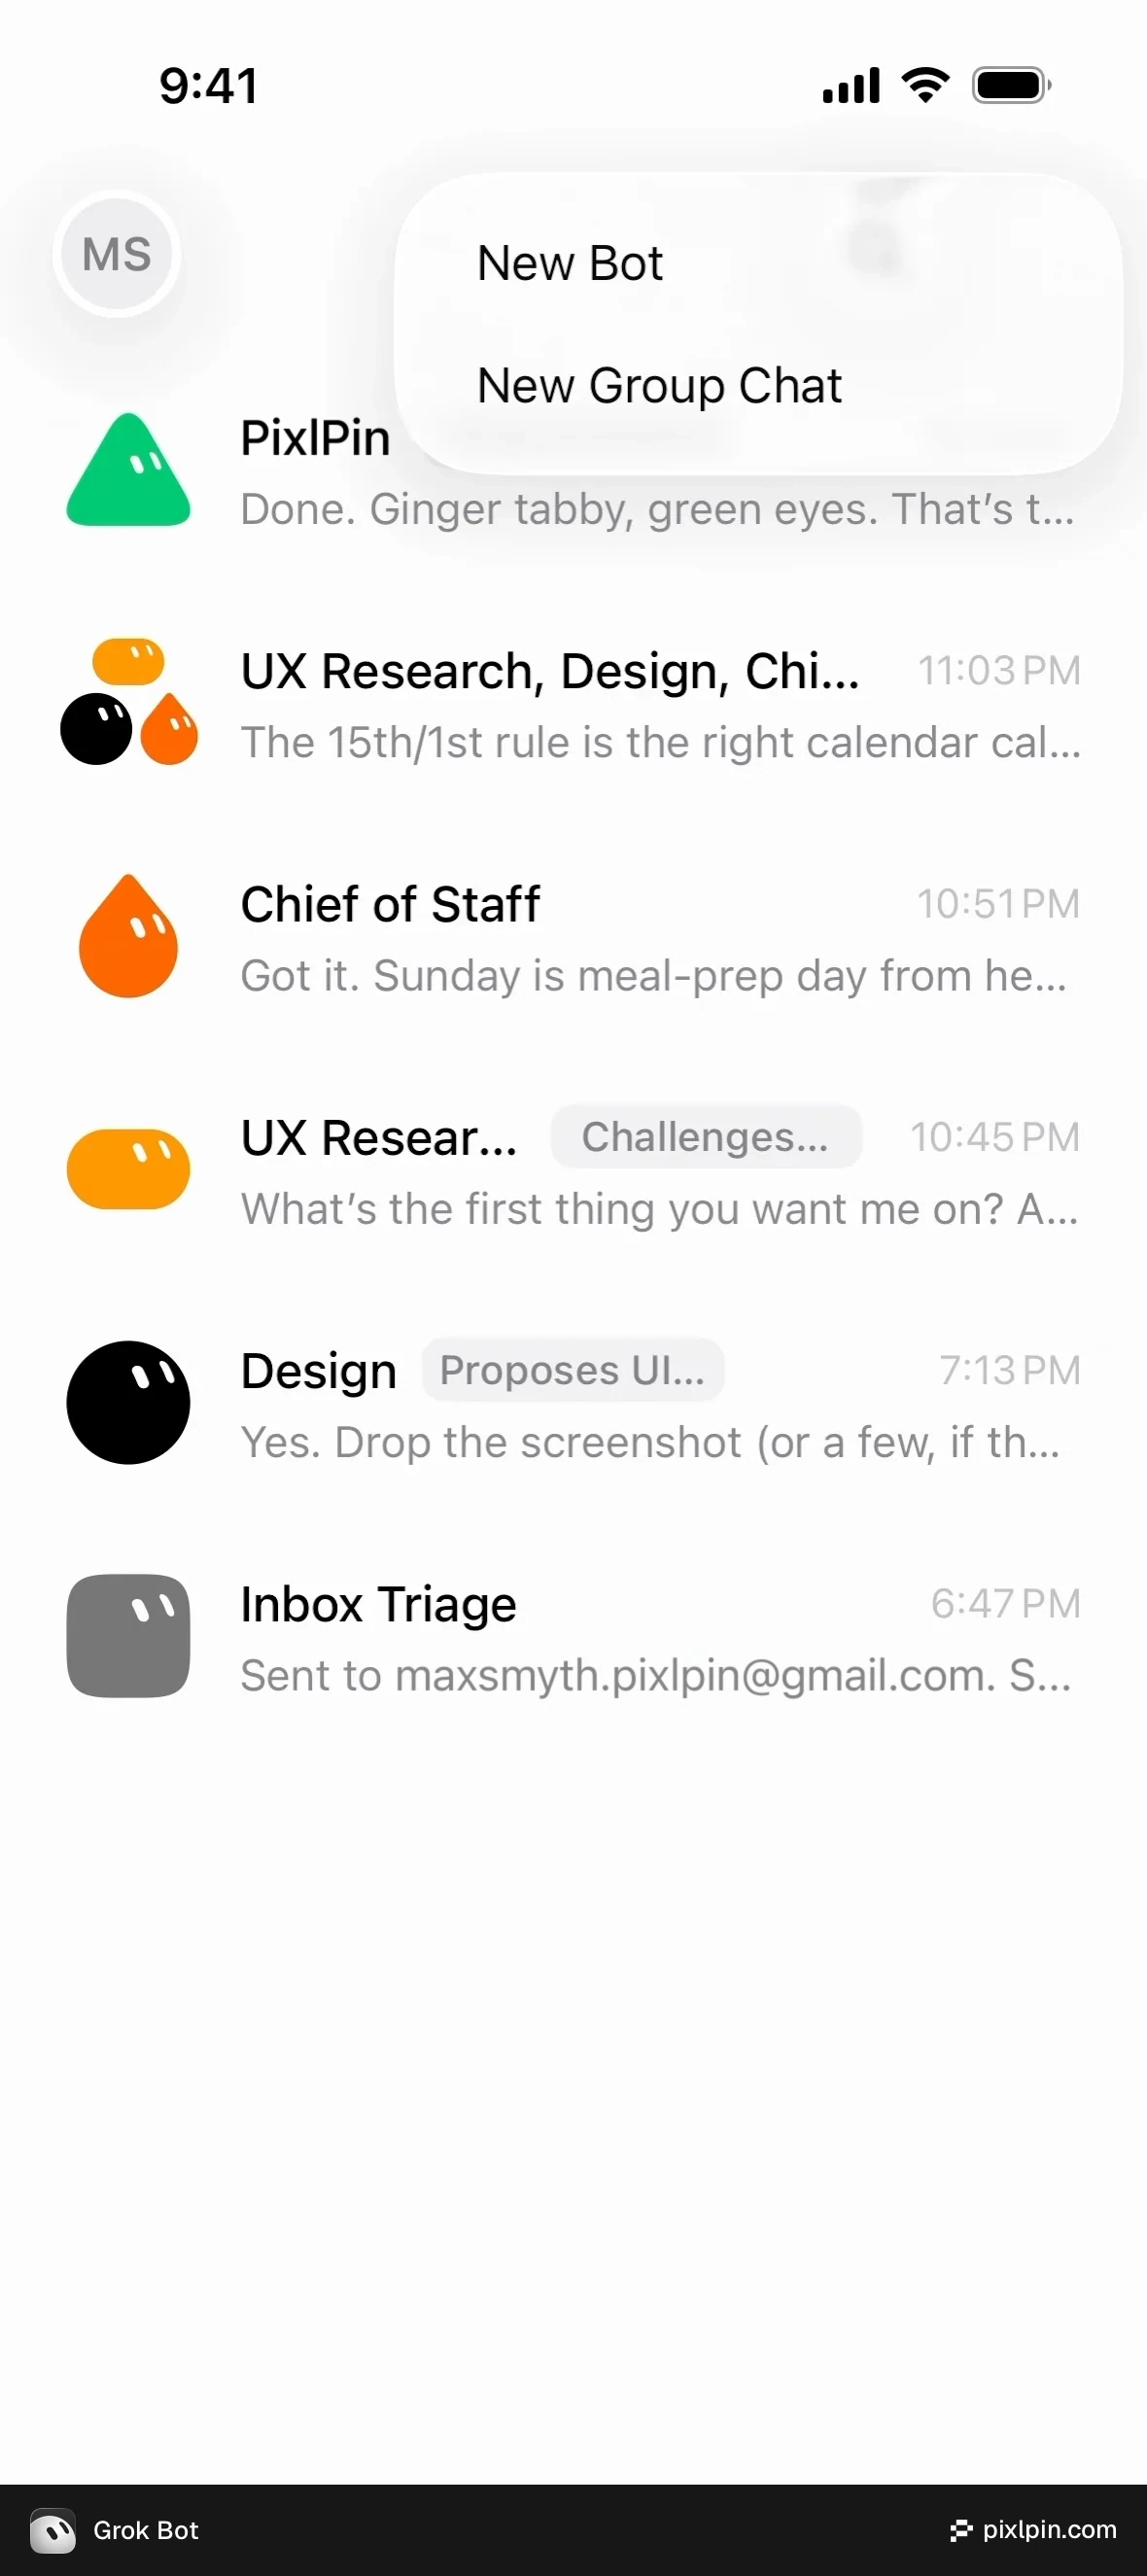 9:41
MS
New Bot
New Group Chat
PixlPin
Done. Ginger tabby, green eyes. That's t...
UX Research, Design, Chi...
11:03 PM
The 15th/1st rule is the right calendar cal...
Chief of Staff
10:51 PM
Got it. Sunday is meal-prep day from he...
UX Resear...
Challenges...
10:45 PM
What's the first thing you want me on? A...
Design
Proposes UI...
7:13 PM
Yes. Drop the screenshot (or a few, if th...
Inbox Triage
6:47 PM
Sent to maxsmyth.pixlpin@gmail.com. S...
Grok Bot
pixlpin.com